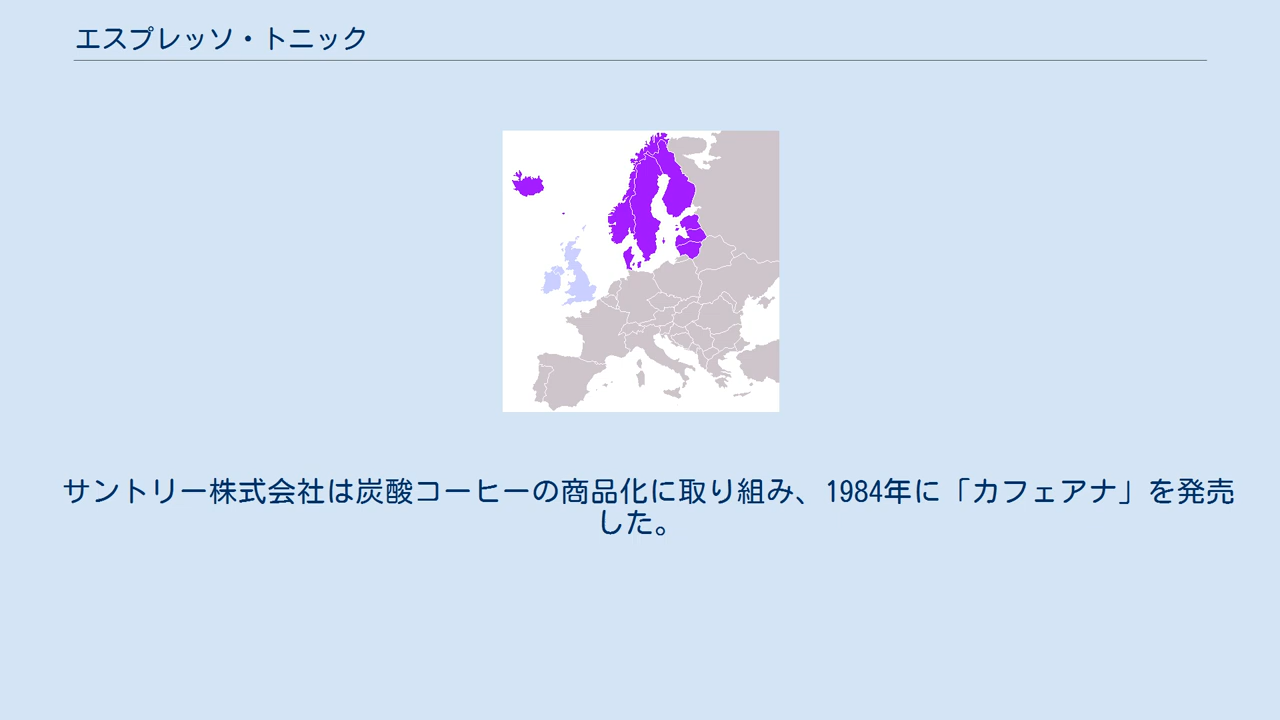 エスプレッソ・トニック
サントリー株式会社は炭酸コーヒーの商品化に取り組み、1984年に「カフェアナ」を発売
した。